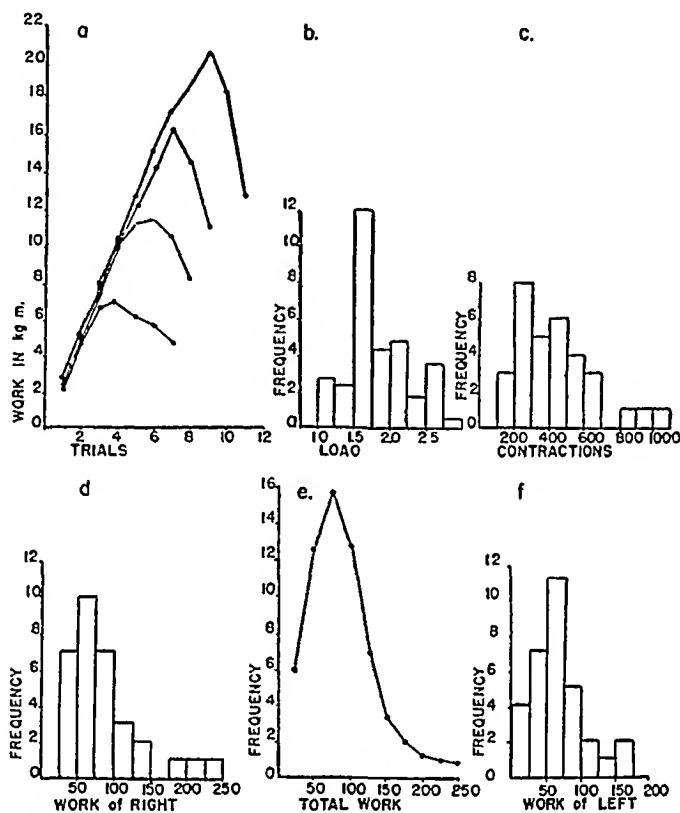 a
22
20
18
16
14
12
10
8
6
4
2
0
WORK IN kg m.
2 4 6 8 10 12
TRIALS
b.
12
10
8
6
4
2
0
FREQUENCY
1.0 1.5 2.0 2.5
LOAD
c.
8
6
4
2
0
FREQUENCY
200 400 600 800 1000
CONTRACTIONS
d
12
10
8
6
4
2
0
FREQUENCY
50 100 150 200 250
WORK of RIGHT
e.
16
14
12
10
8
6
4
2
0
FREQUENCY
50 100 150 200 250
TOTAL WORK
f
12
10
8
6
4
2
0
FREQUENCY
50 100 150 200
WORK of LEFT